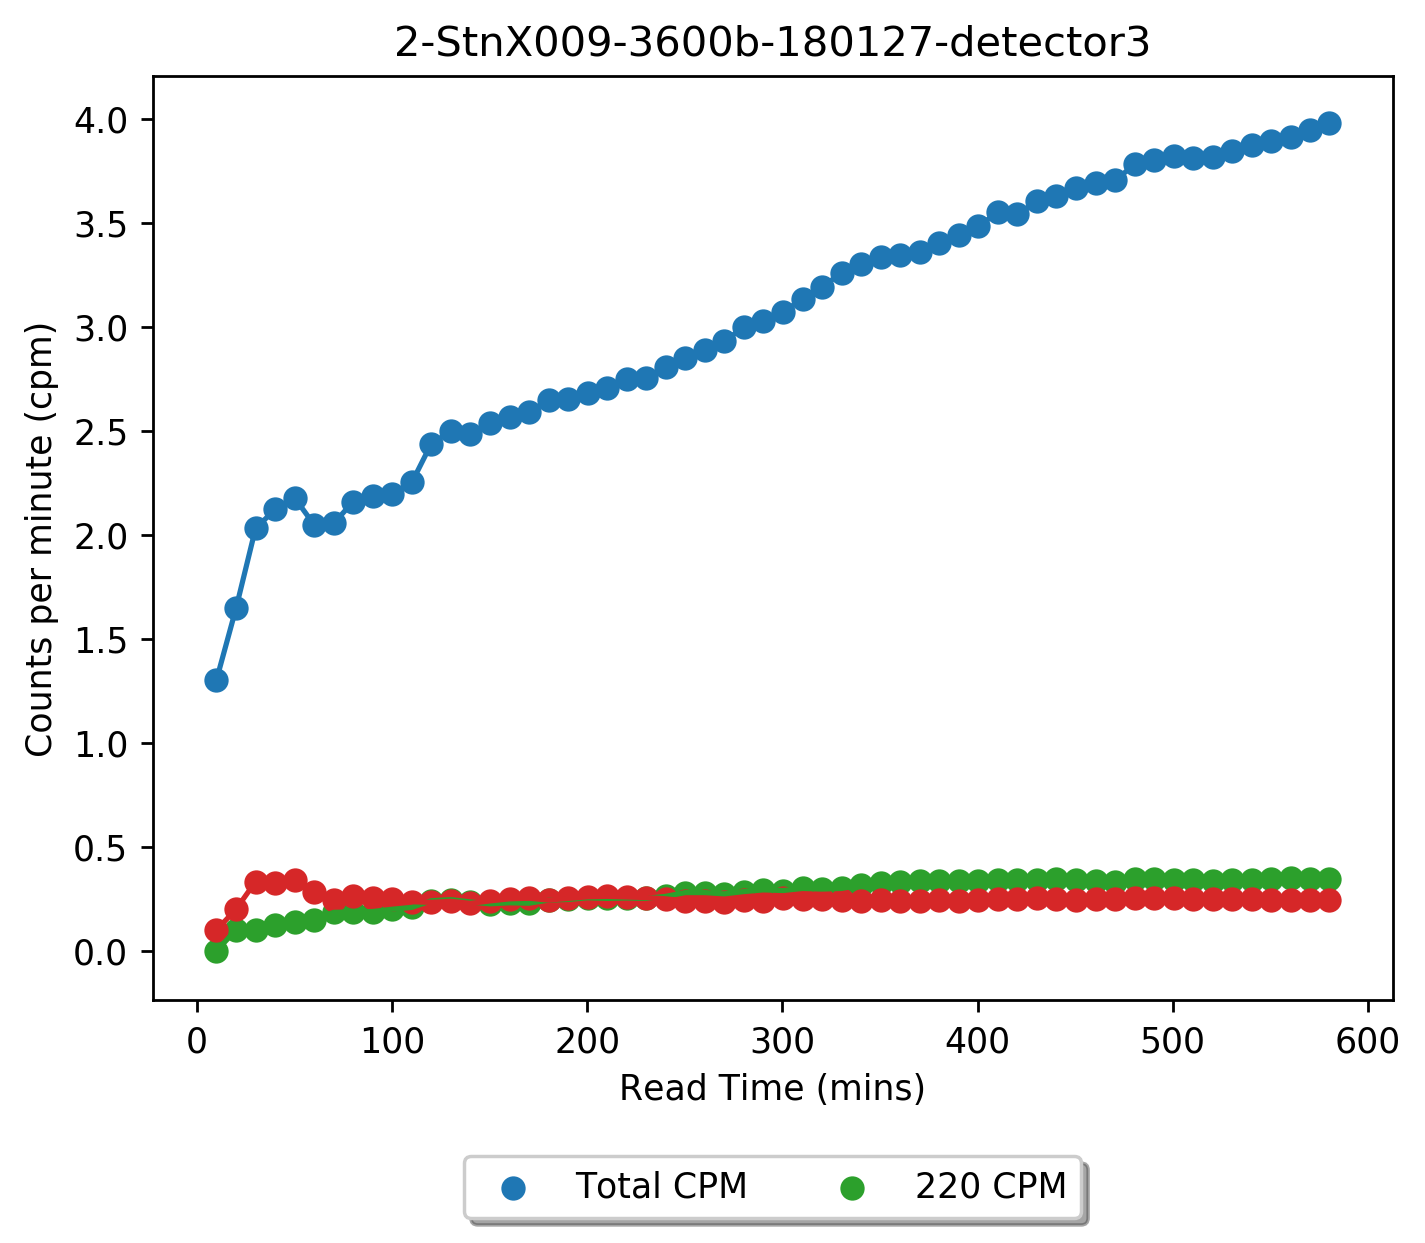 2-StnX009-3600b-180127-detector3
4.0
3.5
3.0
2.5
2.0
1.5
1.0
0.5
0.0
Counts per minute (cpm)
0 100 200 300 400 500 600
Read Time (mins)
Total CPM 220 CPM